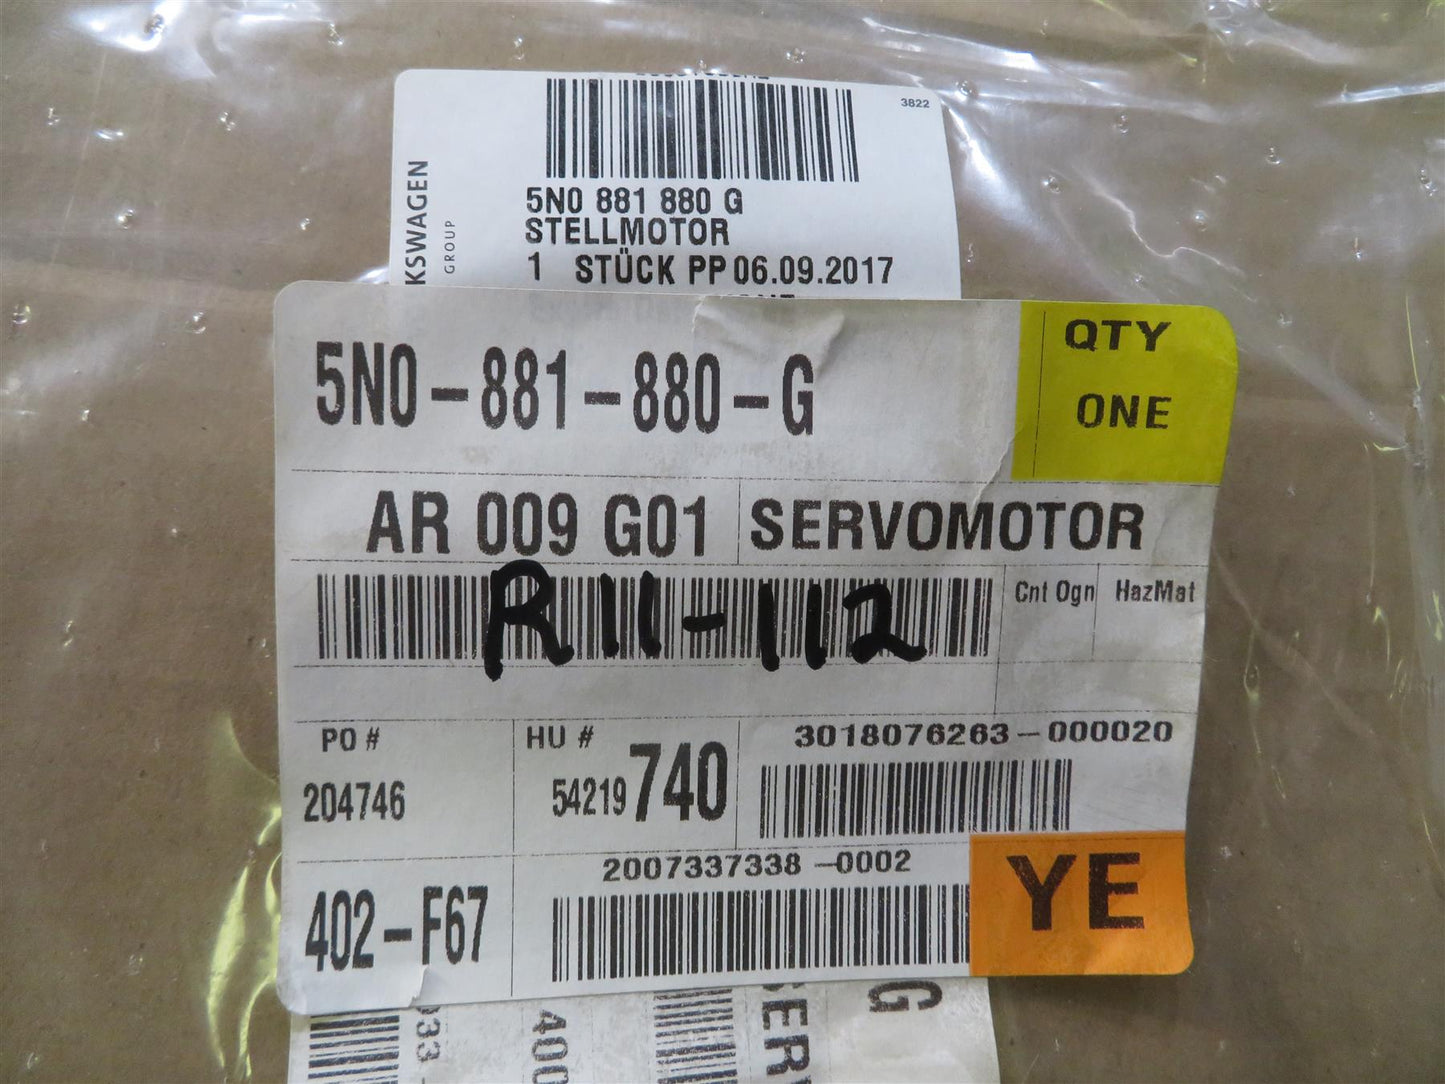 3822
KSWAGEN
GROUP
5N0 881 880 G
STELLMOTOR
1 STÜCK PP 06.09.2017
5N0-881-880-G
QTY
ONE
AR 009 G01 SERVOMOTOR
R11-112
Cnt Ogn HazMat
PO # HU # 3018076263-000020
204746 54219 740
2007337338-0002
402-F67 YE
G
400